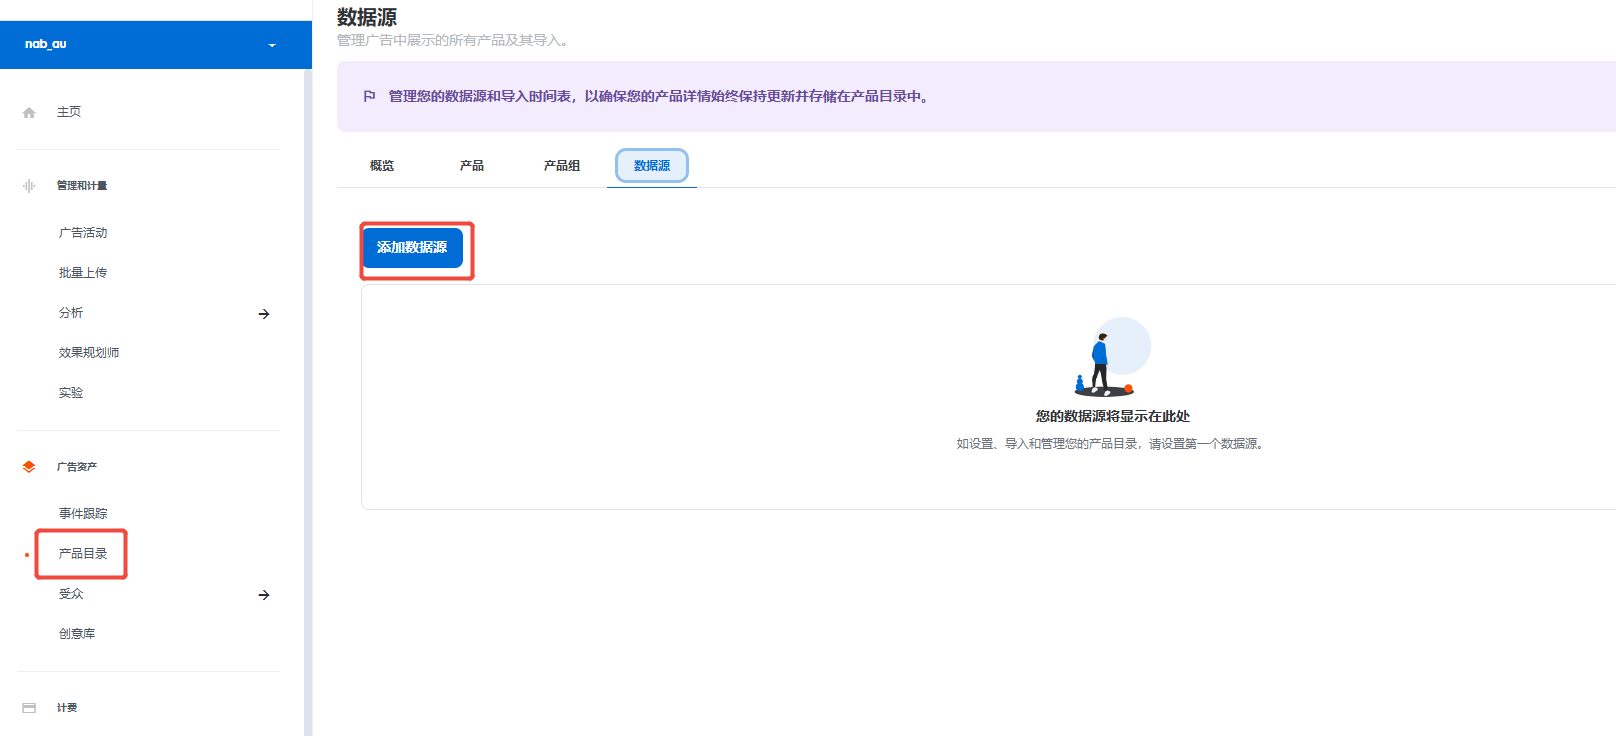 nab_au
主页
管理和计量
广告活动
批量上传
分析
效果规划师
实验
广告资产
事件跟踪
产品目录
受众
创意库
计费
数据源
管理广告中展示的所有产品及其导入。
管理您的数据源和导入时间表，以确保您的产品详情始终保持更新并存储在产品目录中。
概览 产品 产品组 数据源
添加数据源
您的数据源将显示在此处
如设置、导入和管理您的产品目录，请设置第一个数据源。